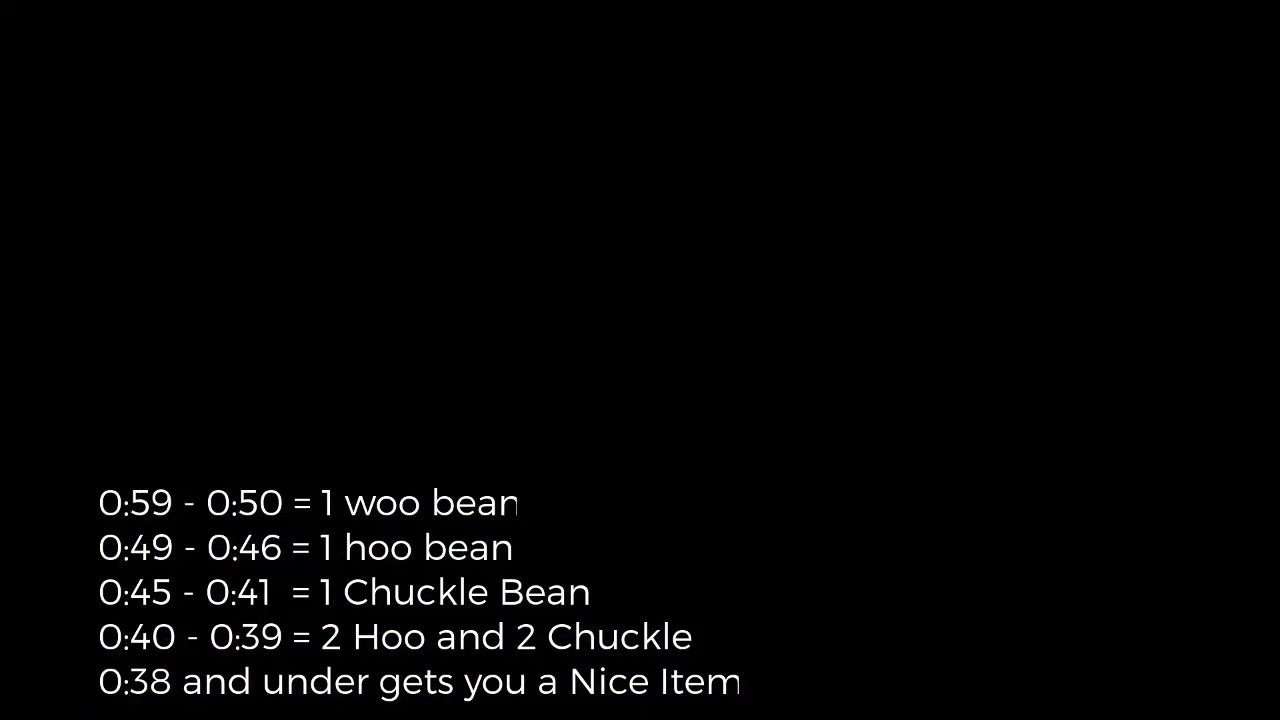 0:59 - 0:50 = 1 woo bean
0:49 - 0:46 = 1 hoo bean
0:45 - 0:41  = 1 Chuckle Bean
0:40 - 0:39 = 2 Hoo and 2 Chuckle
0:38 and under gets you a Nice Item